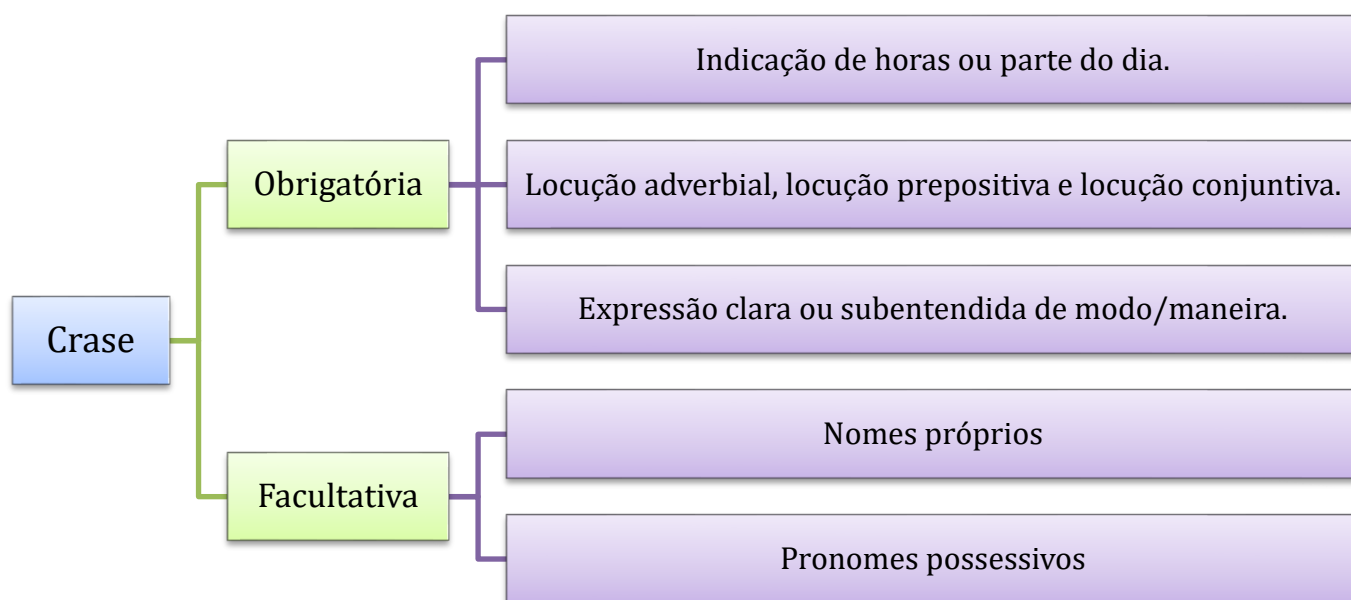 Crase
Obrigatória
Indicação de horas ou parte do dia.
Locução adverbial, locução prepositiva e locução conjuntiva.
Expressão clara ou subentendida de modo/maneira.
Facultativa
Nomes próprios
Pronomes possessivos